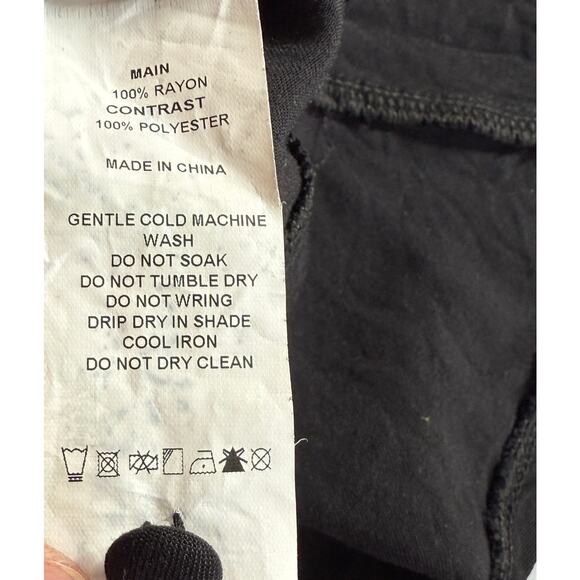 MAIN
100% RAYON
CONTRAST
100% POLYESTER
MADE IN CHINA
GENTLE COLD MACHINE
WASH
DO NOT SOAK
DO NOT TUMBLE DRY
DO NOT WRING
DRIP DRY IN SHADE
COOL IRON
DO NOT DRY CLEAN